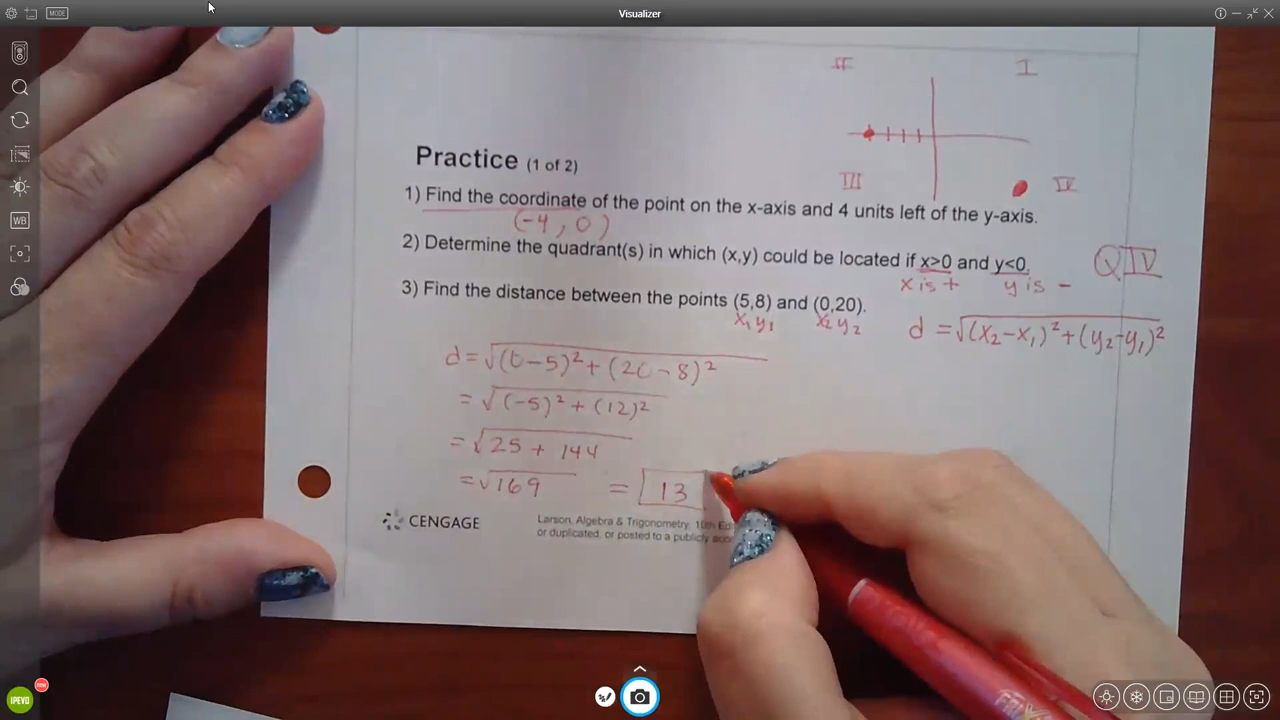 MODE
Visualizer
II
I
Practice (1 of 2)
III
IV
1) Find the coordinate of the point on the x-axis and 4 units left of the y-axis.
(-4, 0)
2) Determine the quadrant(s) in which (x,y) could be located if x>0 and y<0.
QIV
x is + y is -
3) Find the distance between the points (5,8) and (0,20).
x₁ y₁ x₂ y₂
d = √(x₂-x₁)² + (y₂-y₁)²
d = √(0-5)² + (20-8)²
= √(-5)² + (12)²
= √25 + 144
= √169 = 13
CENGAGE
Larson, Algebra & Trigonometry, 10th Ed
or duplicated, or posted to a publicly
WB
IPEVO
new